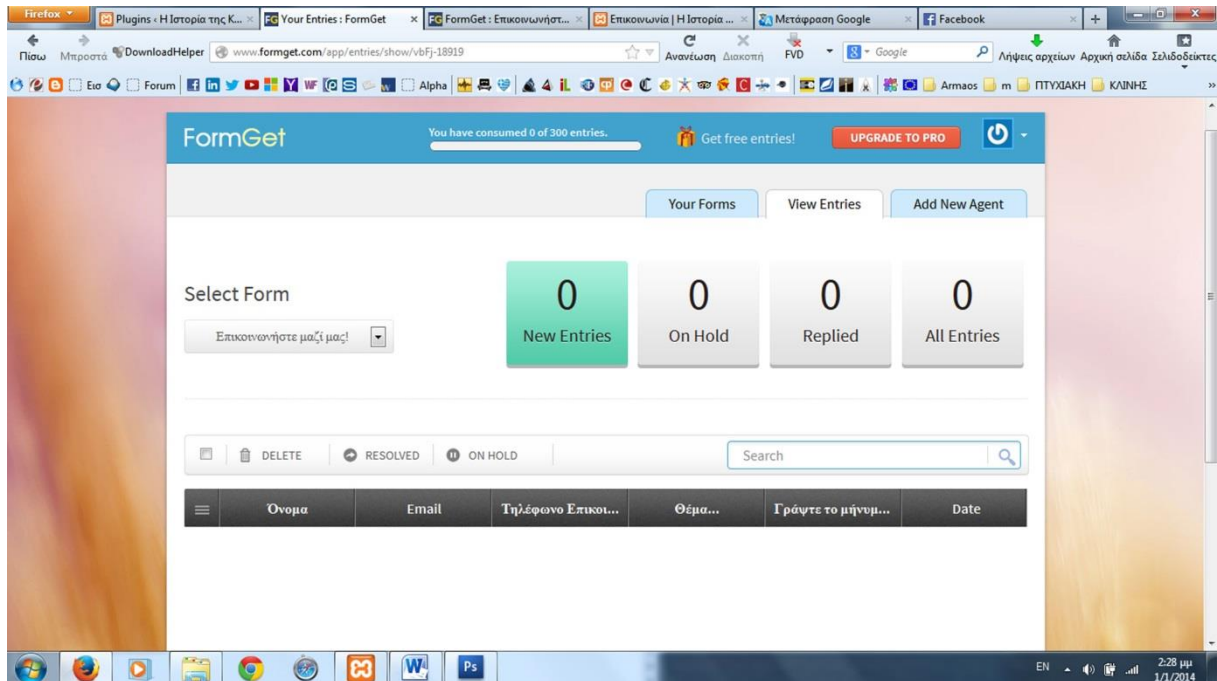 Firefox
Plugins ‹ Η Ιστορία της Κ...
Your Entries : FormGet
FormGet : Επικοινωνήστ...
Επικοινωνία | Η Ιστορία ...
Μετάφραση Google
Facebook
Πίσω
Μπροστά
DownloadHelper
www.formget.com/app/entries/show/vbFj-18919
Ανανέωση
Διακοπή
FVD
Google
Λήψεις αρχείων
Αρχική σελίδα
Σελιδοδείκτες
Εισ
Forum
Alpha
Armaos
m
ΠΤΥΧΙΑΚΗ
ΚΛΙΝΗΣ
FormGet
You have consumed 0 of 300 entries.
Get free entries!
UPGRADE TO PRO
Your Forms
View Entries
Add New Agent
Select Form
Επικοινωνήστε μαζί μας!
0
New Entries
0
On Hold
0
Replied
0
All Entries
DELETE
RESOLVED
ON HOLD
Search
Όνομα
Email
Τηλέφωνο Επικοι...
Θέμα...
Γράψτε το μήνυμ...
Date
Ps
EN
2:28 μμ
1/1/2014